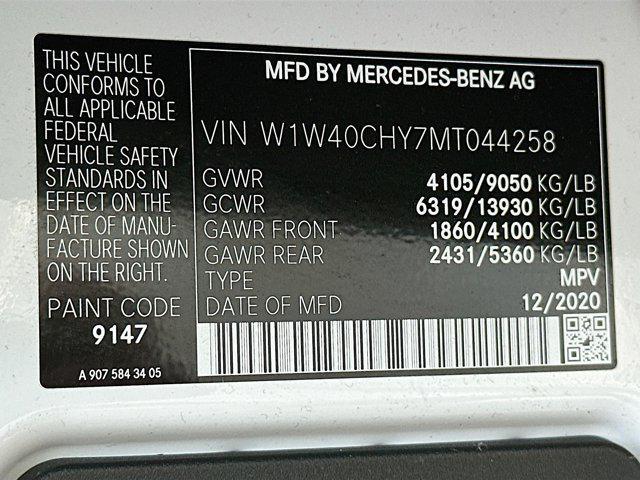 THIS VEHICLE
CONFORMS TO
ALL APPLICABLE
FEDERAL
VEHICLE SAFETY
STANDARDS IN
EFFECT ON THE
DATE OF MANU-
FACTURE SHOWN
ON THE RIGHT.
PAINT CODE
9147
A 907 584 34 05
MFD BY MERCEDES-BENZ AG
VIN W1W40CHY7MT044258
GVWR 4105/9050 KG/LB
GCWR 6319/13930 KG/LB
GAWR FRONT 1860/4100 KG/LB
GAWR REAR 2431/5360 KG/LB
TYPE MPV
DATE OF MFD 12/2020